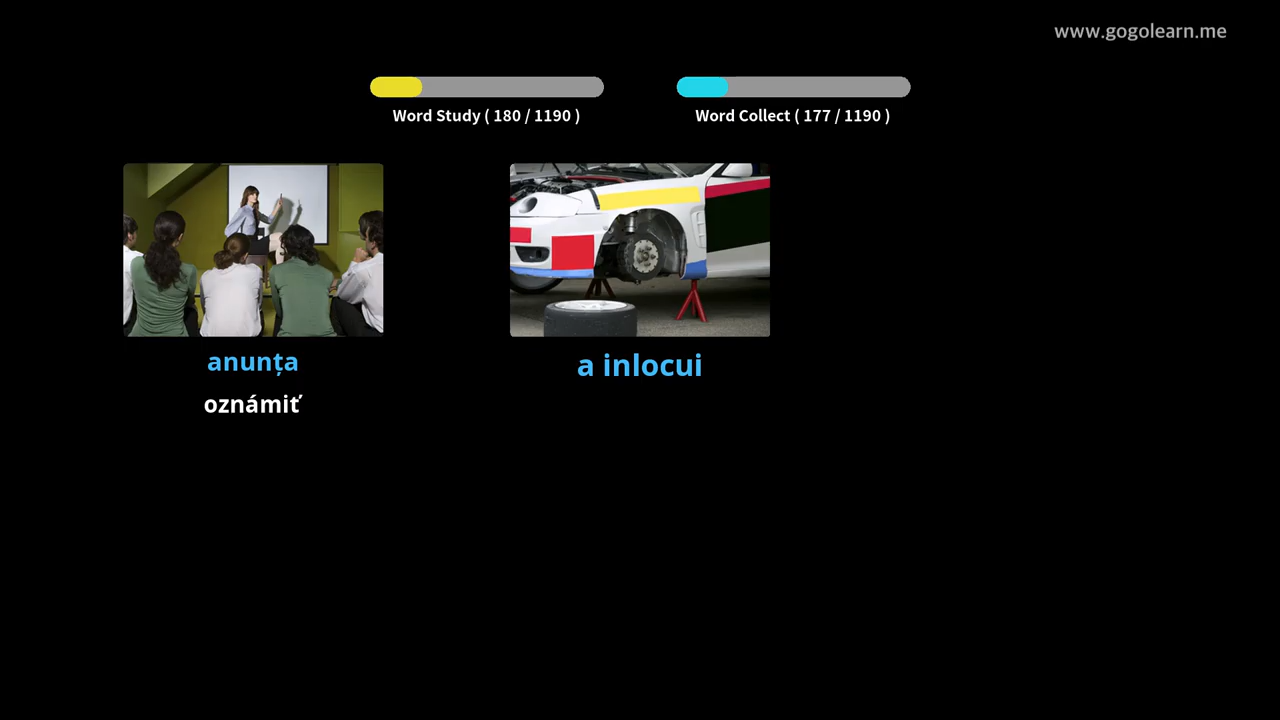 www.gogolearn.me
Word Study ( 180 / 1190 )
Word Collect ( 177 / 1190 )
anunța
oznámiť
a inlocui